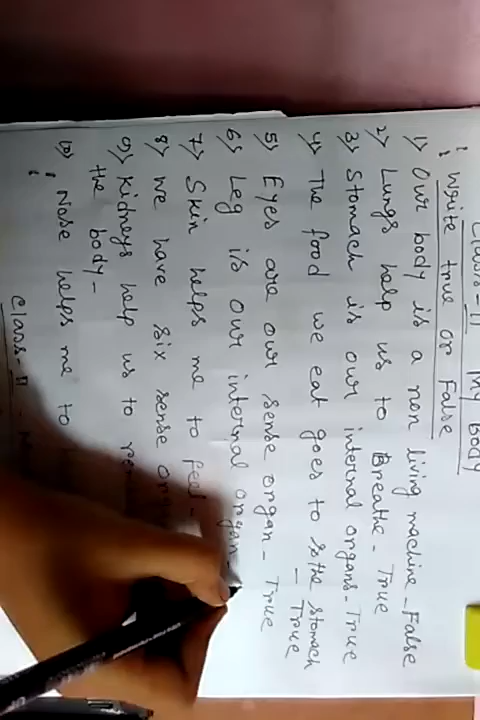 Class-II My Body
Write true or False
1) Our body is a non living machine - False
2) Lungs help us to Breathe - True
3) Stomach is our internal organs - True
4) The food we eat goes to the stomach
- True
5) Eyes are our sense organ - True
6) Leg is our internal organ -
7) Skin helps me to feel -
8) We have six sense
9) Kidneys help us to
the body -
10) Nose helps me to
Class-II